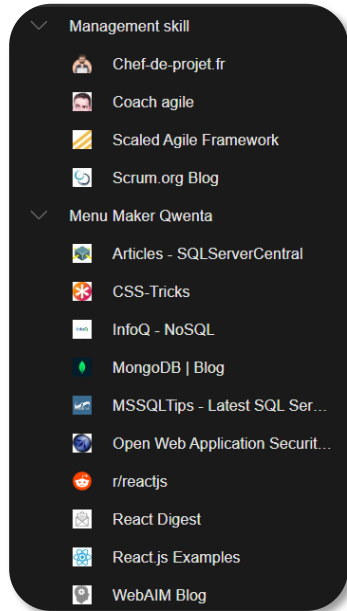 Management skill
Chef-de-projet.fr
Coach agile
Scaled Agile Framework
Scrum.org Blog
Menu Maker Qwenta
Articles - SQLServerCentral
CSS-Tricks
InfoQ - NoSQL
MongoDB | Blog
MSSQLTips - Latest SQL Ser...
Open Web Application Securit...
r/reactjs
React Digest
React.js Examples
WebAIM Blog